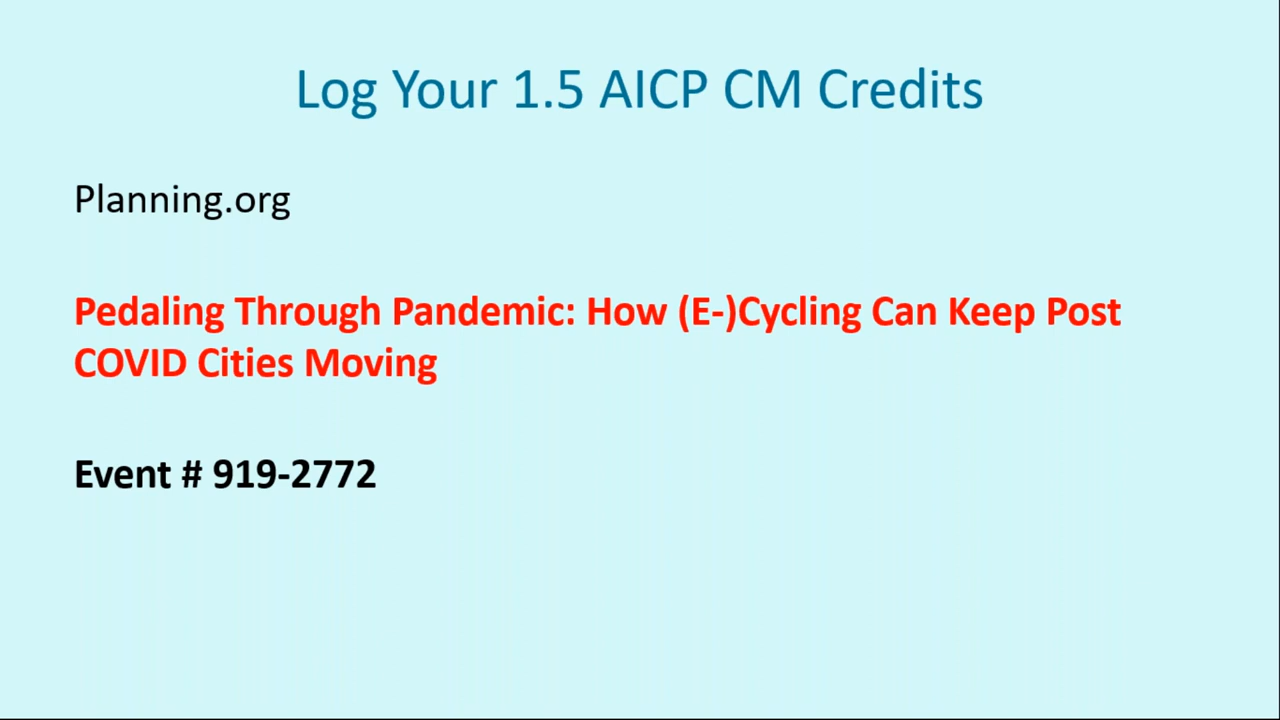 Log Your 1.5 AICP CM Credits
Planning.org
Pedaling Through Pandemic: How (E-)Cycling Can Keep Post
COVID Cities Moving
Event # 919-2772